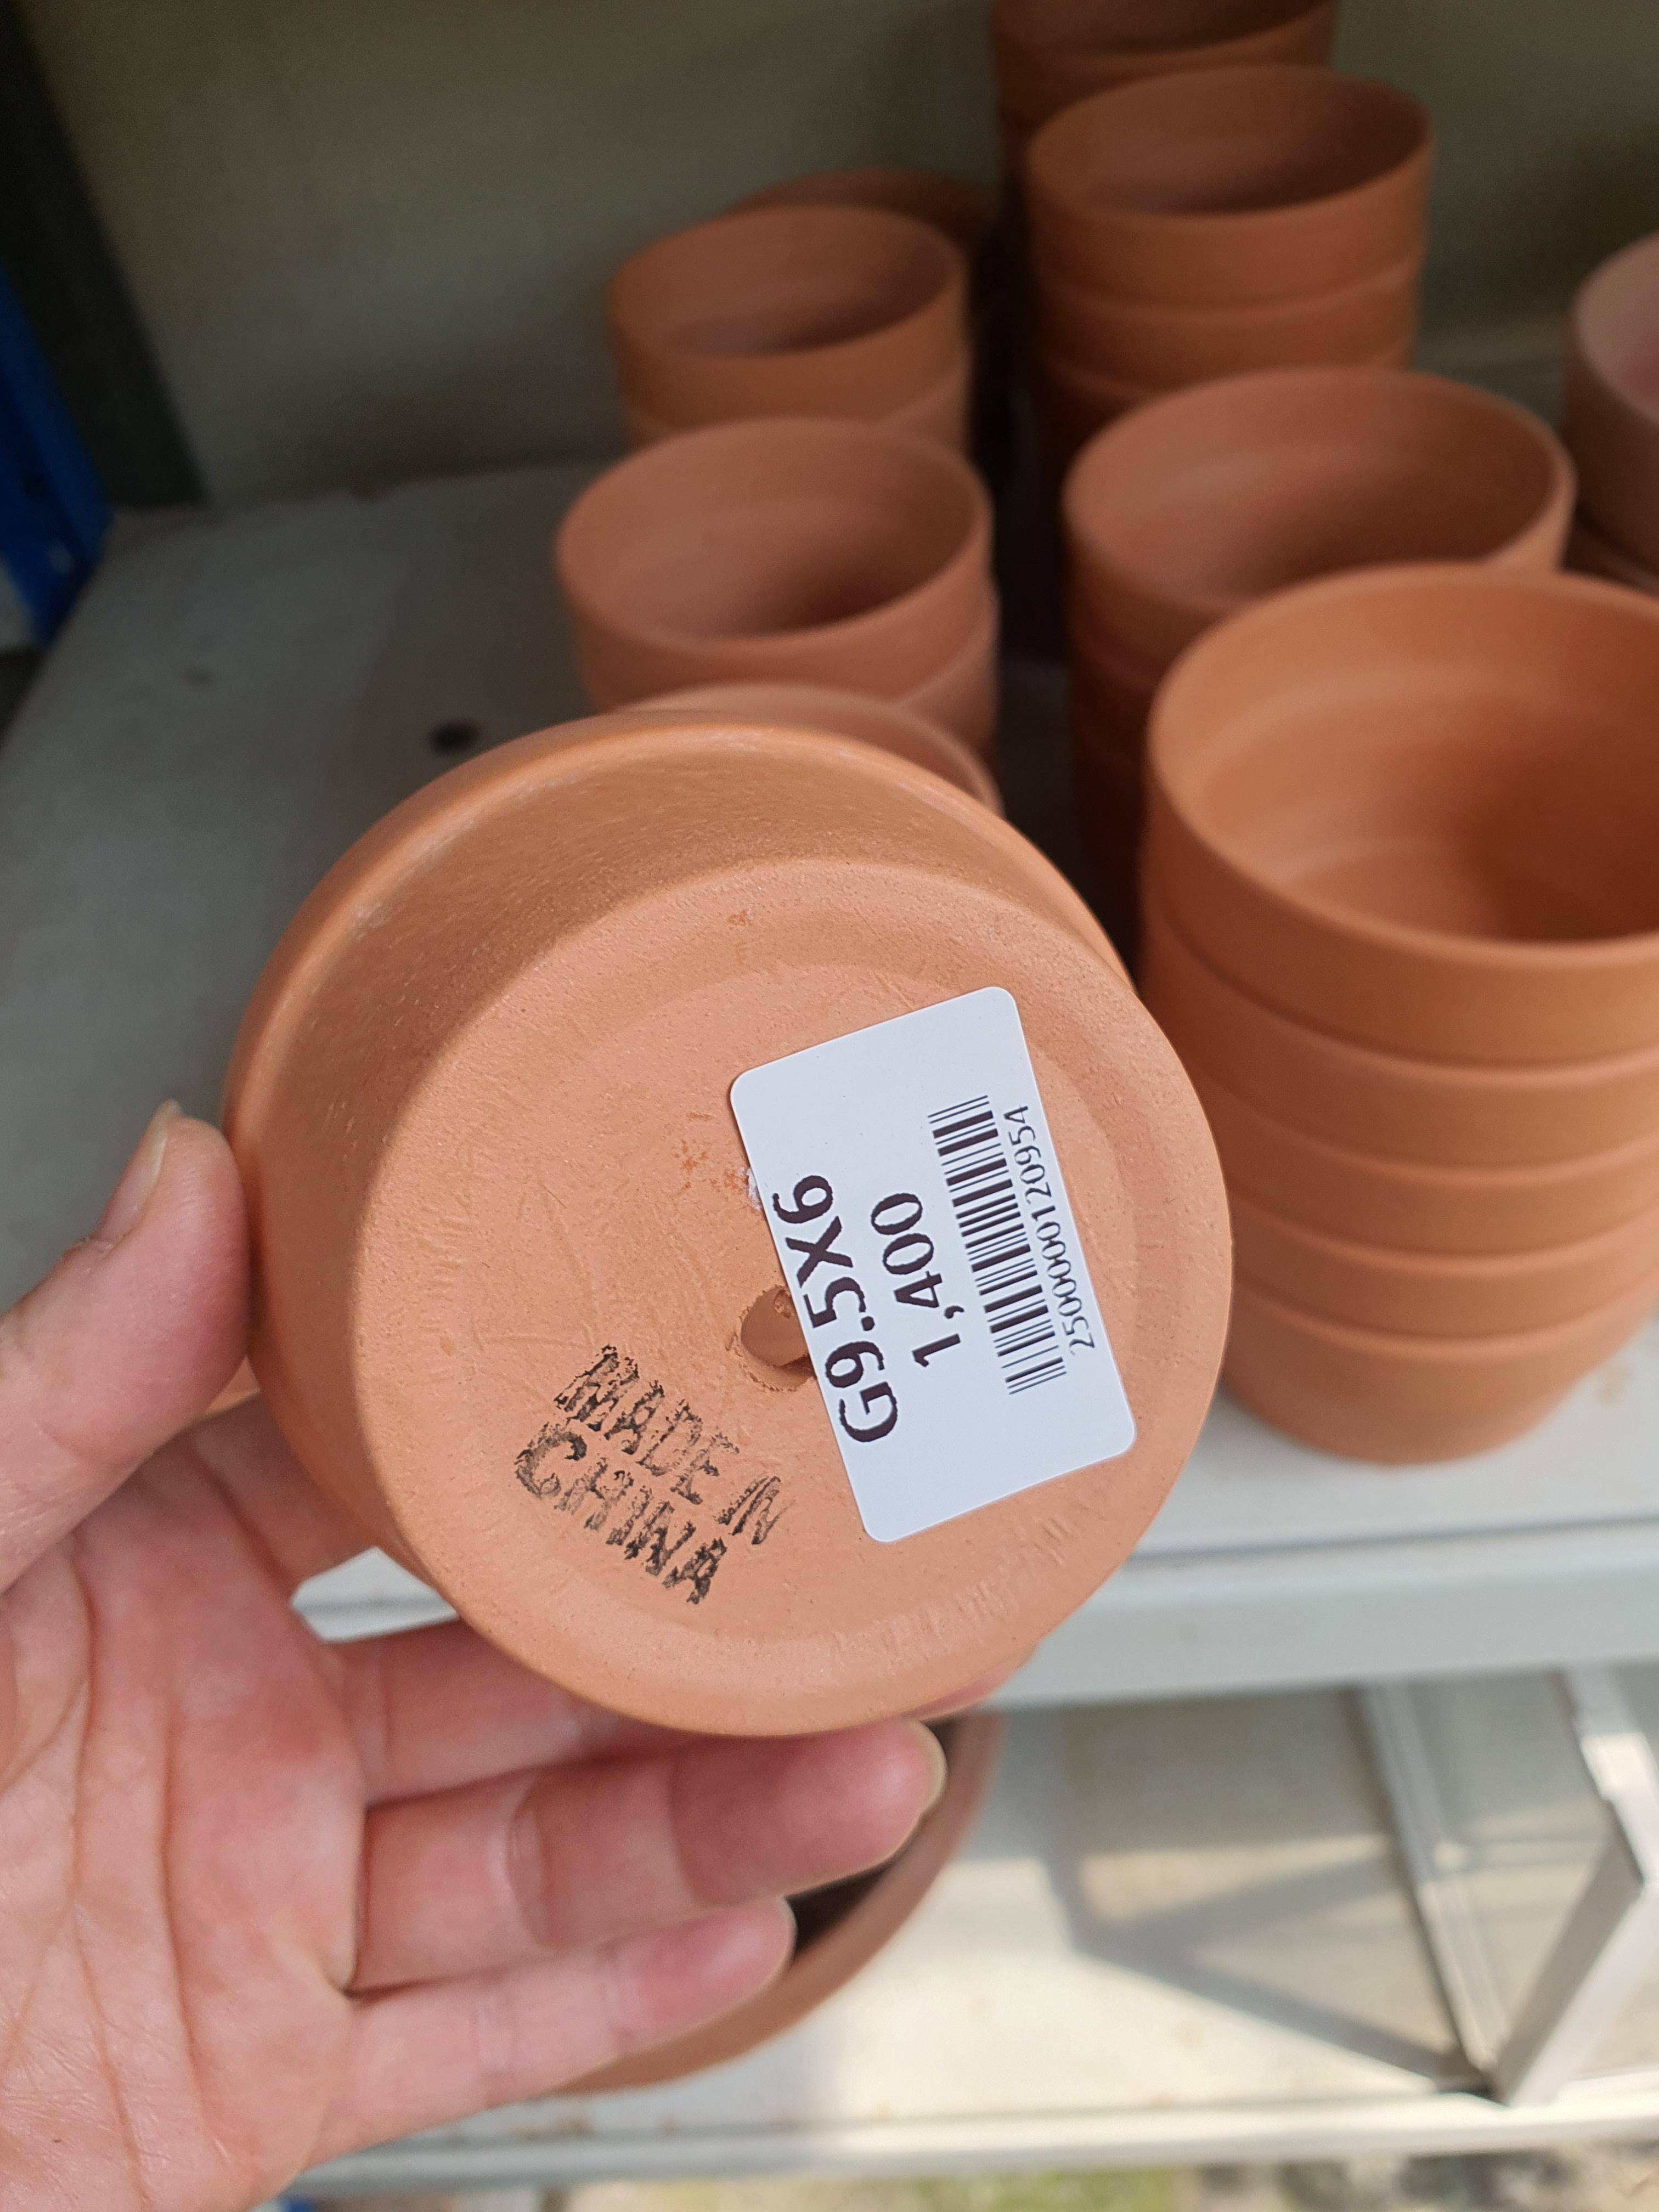 G9.5X6
1,400
2500000120954
MADE IN
CHINA